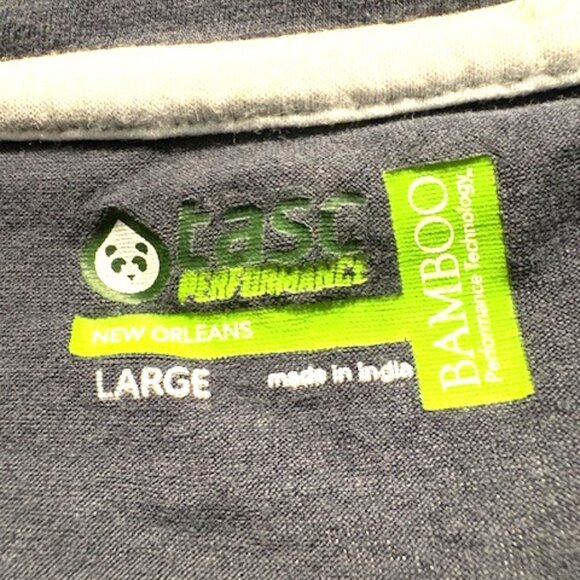 tasc
PERFORMANCE
NEW ORLEANS
LARGE
made in India
BAMBOO
Performance Technology